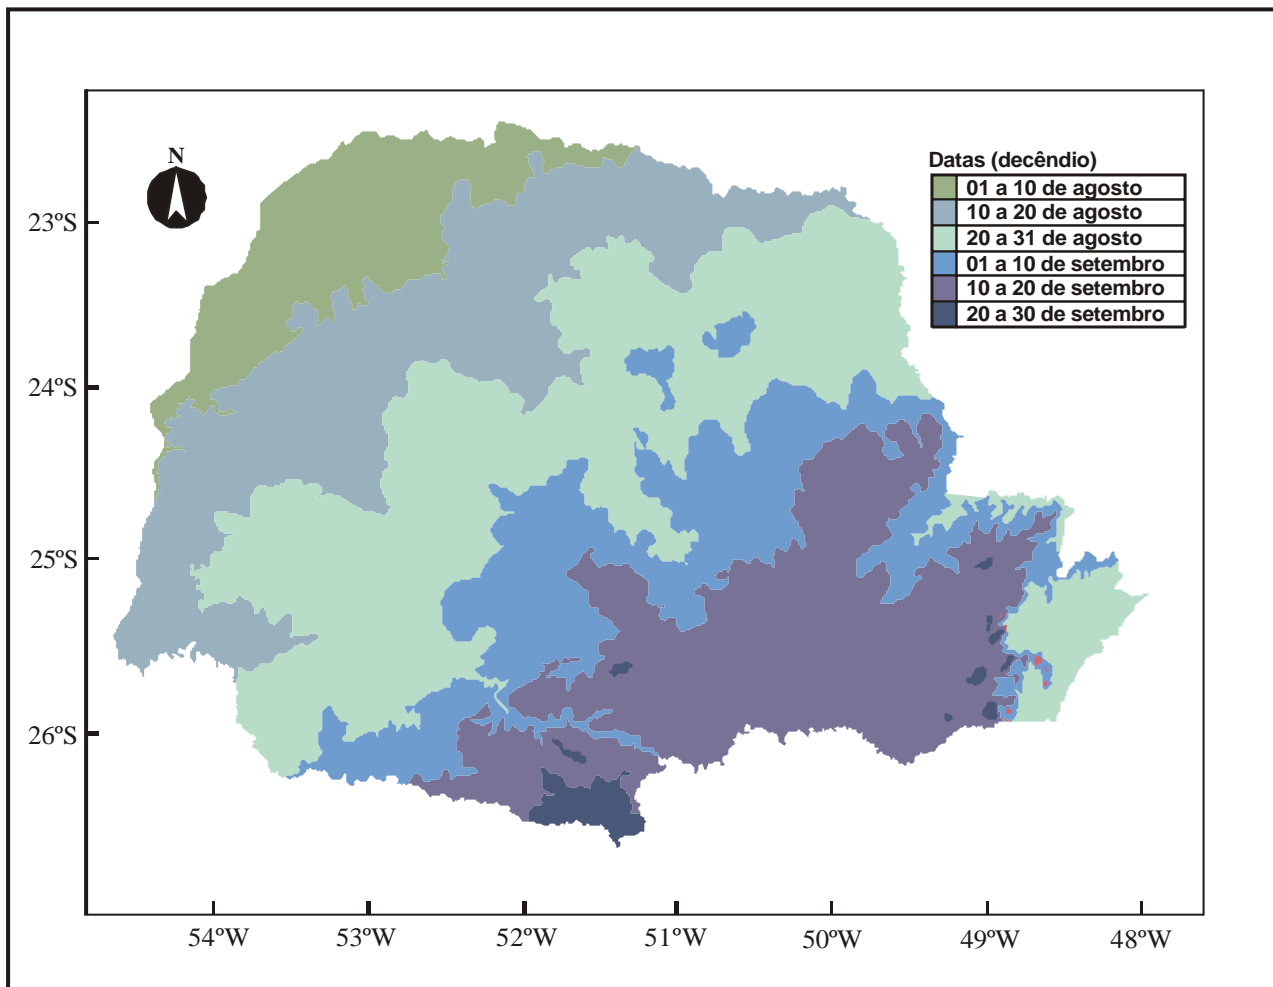 N
Datas (decêndio)
01 a 10 de agosto
10 a 20 de agosto
20 a 31 de agosto
01 a 10 de setembro
10 a 20 de setembro
20 a 30 de setembro
23ºS
24ºS
25ºS
26ºS
54ºW 53ºW 52ºW 51ºW 50ºW 49ºW 48ºW